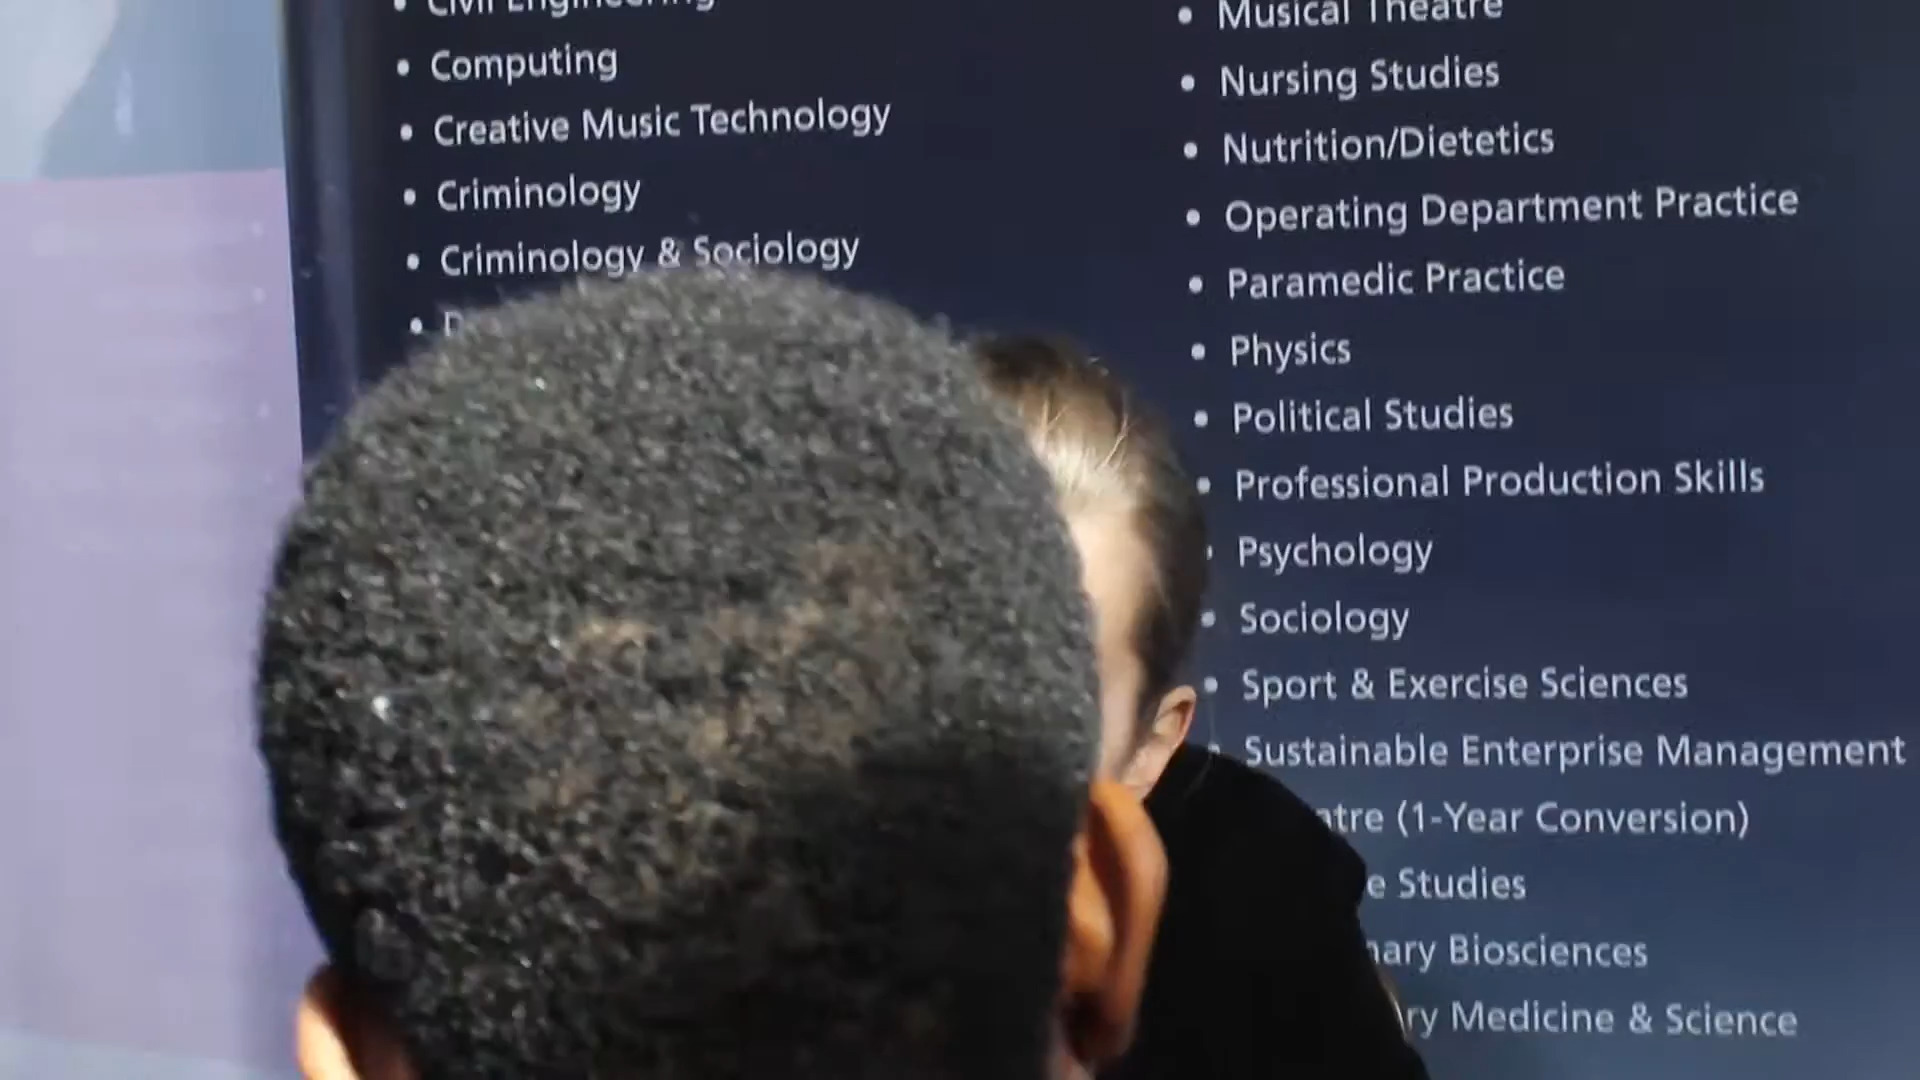 • Civil Engineering
• Computing
• Creative Music Technology
• Criminology
• Criminology & Sociology
• Musical Theatre
• Nursing Studies
• Nutrition/Dietetics
• Operating Department Practice
• Paramedic Practice
• Physics
• Political Studies
• Professional Production Skills
• Psychology
• Sociology
• Sport & Exercise Sciences
• Sustainable Enterprise Management
(1-Year Conversion)
Studies
Biosciences
Medicine & Science